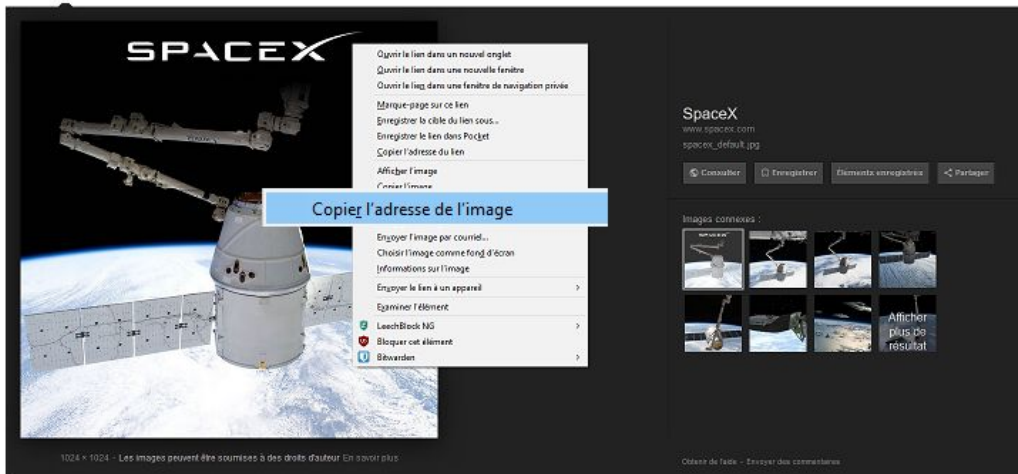 SPACEX
Ouvrir le lien dans un nouvel onglet
Ouvrir le lien dans une nouvelle fenêtre
Ouvrir le lien dans une fenêtre de navigation privée
Marque-page sur ce lien
Enregistrer la cible du lien sous...
Enregistrer le lien dans Pocket
Copier l'adresse du lien
Afficher l'image
Copier l'image
Copier l'adresse de l'image
Envoyer l'image par courriel...
Choisir l'image comme fond d'écran
Informations sur l'image
Envoyer le lien à un appareil
Examiner l'élément
LeechBlock NG
Bloquer cet élément
Bitwarden
1024 × 1024 - Les images peuvent être soumises à des droits d'auteur En savoir plus
SpaceX
www.spacex.com
spacex_default.jpg
Consulter Enregistrer Éléments enregistrés Partager
Images connexes :
Afficher
plus de
résultat
Obtenir de l'aide - Envoyer des commentaires